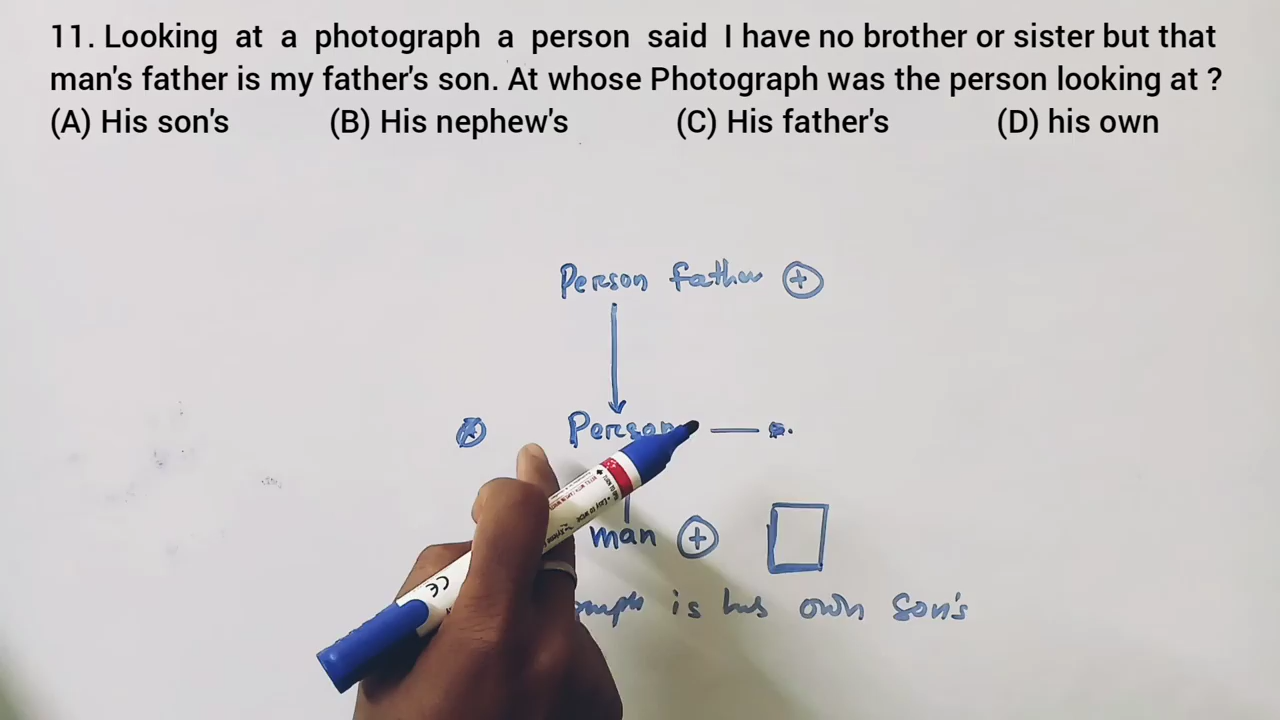 11. Looking at a photograph a person said I have no brother or sister but that
man's father is my father's son. At whose Photograph was the person looking at ?
(A) His son's (B) His nephew's (C) His father's (D) his own
Person father +
Person
man +
is his own son's
CE